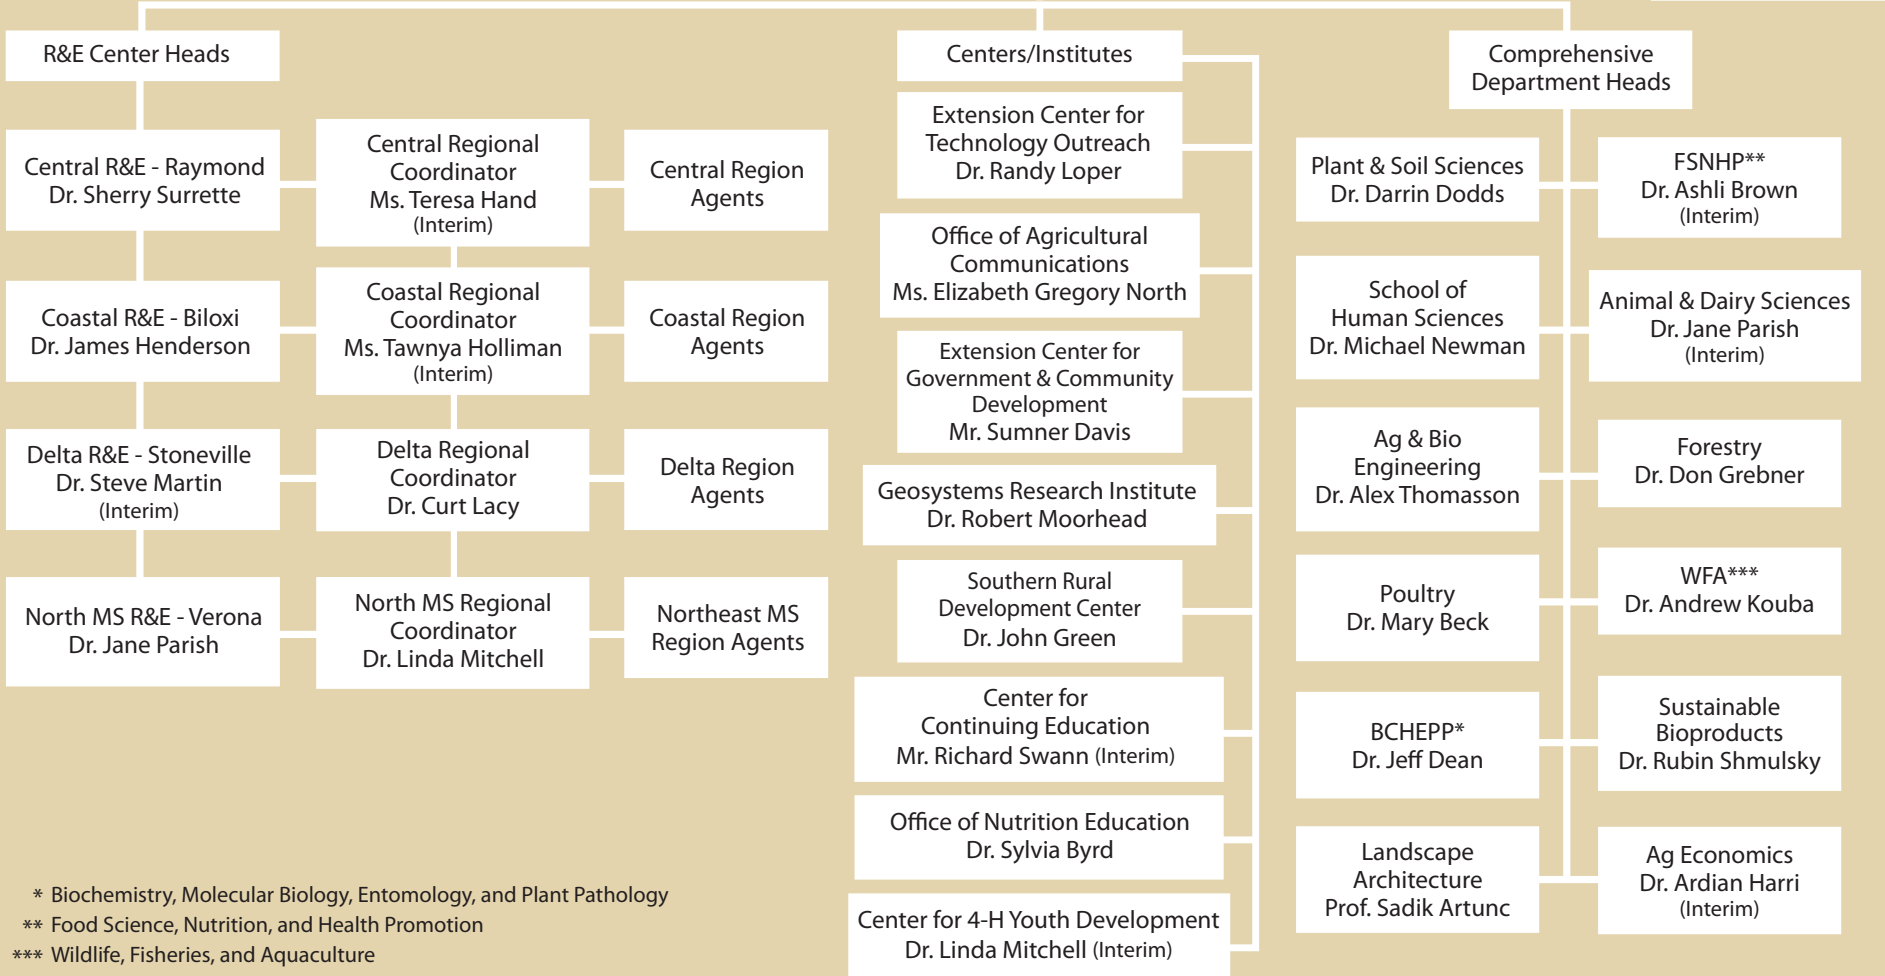 R&E Center Heads
Central R&E - Raymond
Dr. Sherry Surrette
Central Regional
Coordinator
Ms. Teresa Hand
(Interim)
Central Region
Agents
Coastal R&E - Biloxi
Dr. James Henderson
Coastal Regional
Coordinator
Ms. Tawnya Holliman
(Interim)
Coastal Region
Agents
Delta R&E - Stoneville
Dr. Steve Martin
(Interim)
Delta Regional
Coordinator
Dr. Curt Lacy
Delta Region
Agents
North MS R&E - Verona
Dr. Jane Parish
North MS Regional
Coordinator
Dr. Linda Mitchell
Northeast MS
Region Agents
Centers/Institutes
Extension Center for
Technology Outreach
Dr. Randy Loper
Office of Agricultural
Communications
Ms. Elizabeth Gregory North
Extension Center for
Government & Community
Development
Mr. Sumner Davis
Geosystems Research Institute
Dr. Robert Moorhead
Southern Rural
Development Center
Dr. John Green
Center for
Continuing Education
Mr. Richard Swann (Interim)
Office of Nutrition Education
Dr. Sylvia Byrd
Center for 4-H Youth Development
Dr. Linda Mitchell (Interim)
Comprehensive
Department Heads
Plant & Soil Sciences
Dr. Darrin Dodds
FSNHP**
Dr. Ashli Brown
(Interim)
School of
Human Sciences
Dr. Michael Newman
Animal & Dairy Sciences
Dr. Jane Parish
(Interim)
Ag & Bio
Engineering
Dr. Alex Thomasson
Forestry
Dr. Don Grebner
Poultry
Dr. Mary Beck
WFA***
Dr. Andrew Kouba
BCHEPP*
Dr. Jeff Dean
Sustainable
Bioproducts
Dr. Rubin Shmulsky
Landscape
Architecture
Prof. Sadik Artunc
Ag Economics
Dr. Ardian Harri
(Interim)
* Biochemistry, Molecular Biology, Entomology, and Plant Pathology
** Food Science, Nutrition, and Health Promotion
*** Wildlife, Fisheries, and Aquaculture